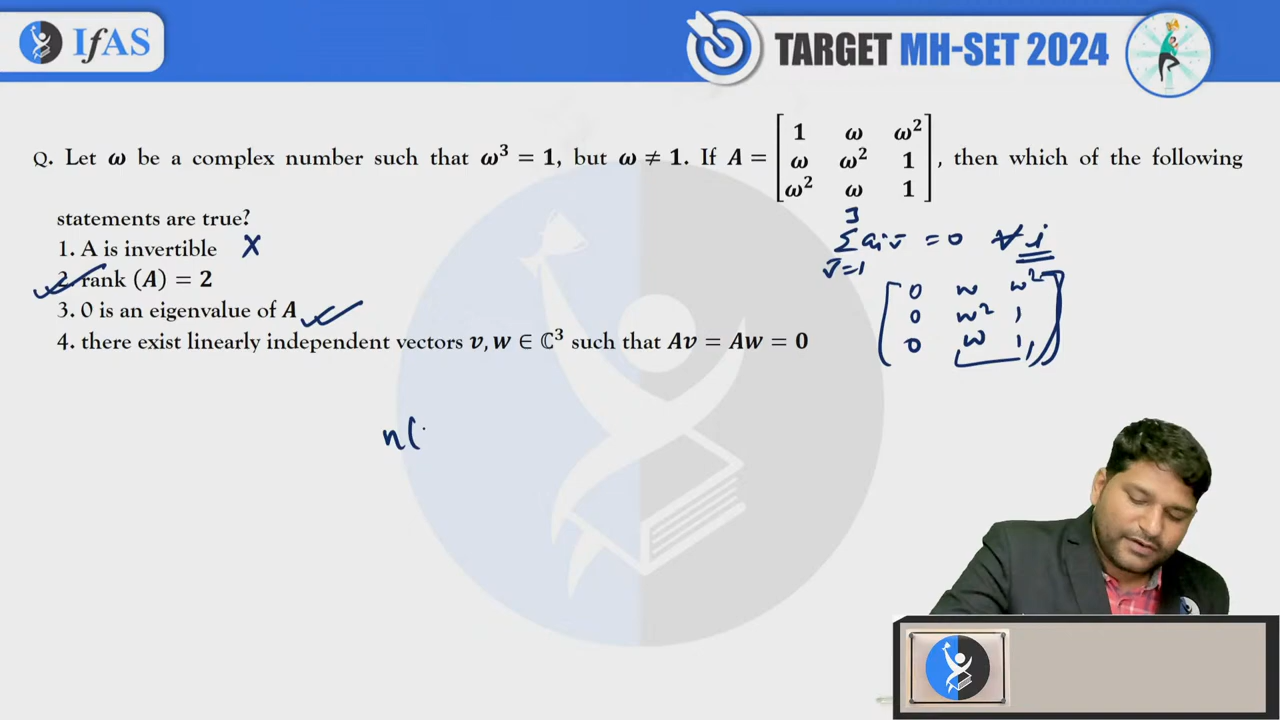 IfAS
TARGET MH-SET 2024
Q. Let ω be a complex number such that ω³ = 1, but ω ≠ 1. If A = [1 ω ω²; ω ω² 1; ω² ω 1], then which of the following
statements are true?
1. A is invertible X
2. rank (A) = 2
3. 0 is an eigenvalue of A
4. there exist linearly independent vectors v, w ∈ ℂ³ such that Av = Aw = 0
3
Σ aij = 0 ∀ i
j=1
0 w w²
0 w² 1
0 w 1
n(